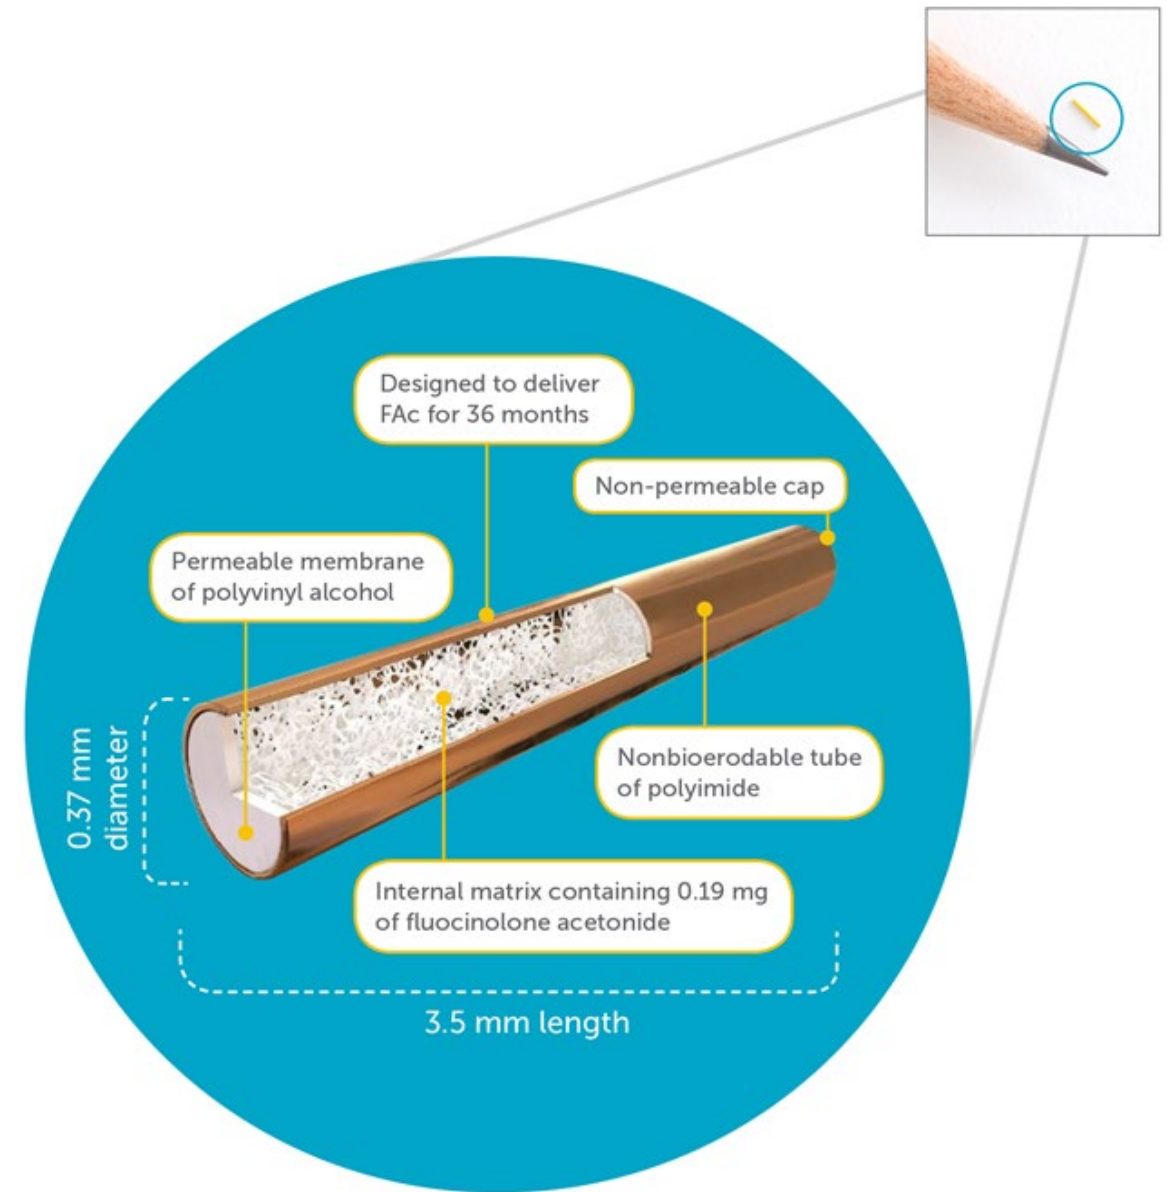 Designed to deliver
FAc for 36 months
Non-permeable cap
Permeable membrane
of polyvinyl alcohol
0.37 mm
diameter
Nonbioerodable tube
of polyimide
Internal matrix containing 0.19 mg
of fluocinolone acetonide
3.5 mm length